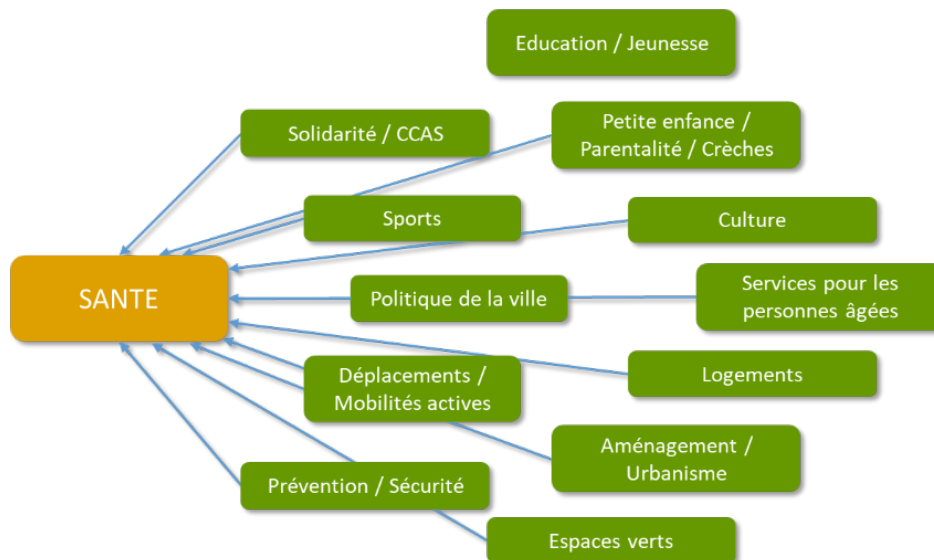 Education / Jeunesse
Solidarité / CCAS
Petite enfance /
Parentalité / Crèches
Sports
Culture
SANTE
Politique de la ville
Services pour les
personnes âgées
Déplacements /
Mobilités actives
Logements
Aménagement /
Urbanisme
Prévention / Sécurité
Espaces verts